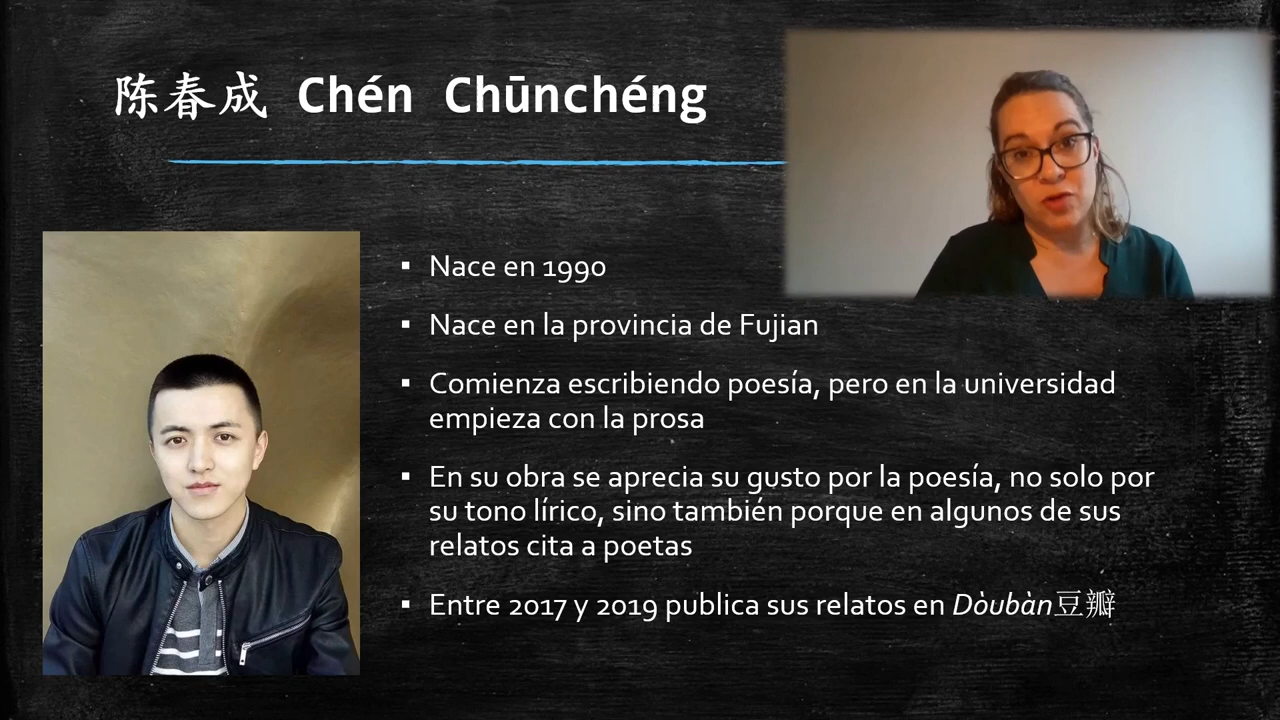 陈春成 Chén Chūnchéng
▪ Nace en 1990
▪ Nace en la provincia de Fujian
▪ Comienza escribiendo poesía, pero en la universidad
empieza con la prosa
▪ En su obra se aprecia su gusto por la poesía, no solo por
su tono lírico, sino también porque en algunos de sus
relatos cita a poetas
▪ Entre 2017 y 2019 publica sus relatos en Dòubàn豆瓣